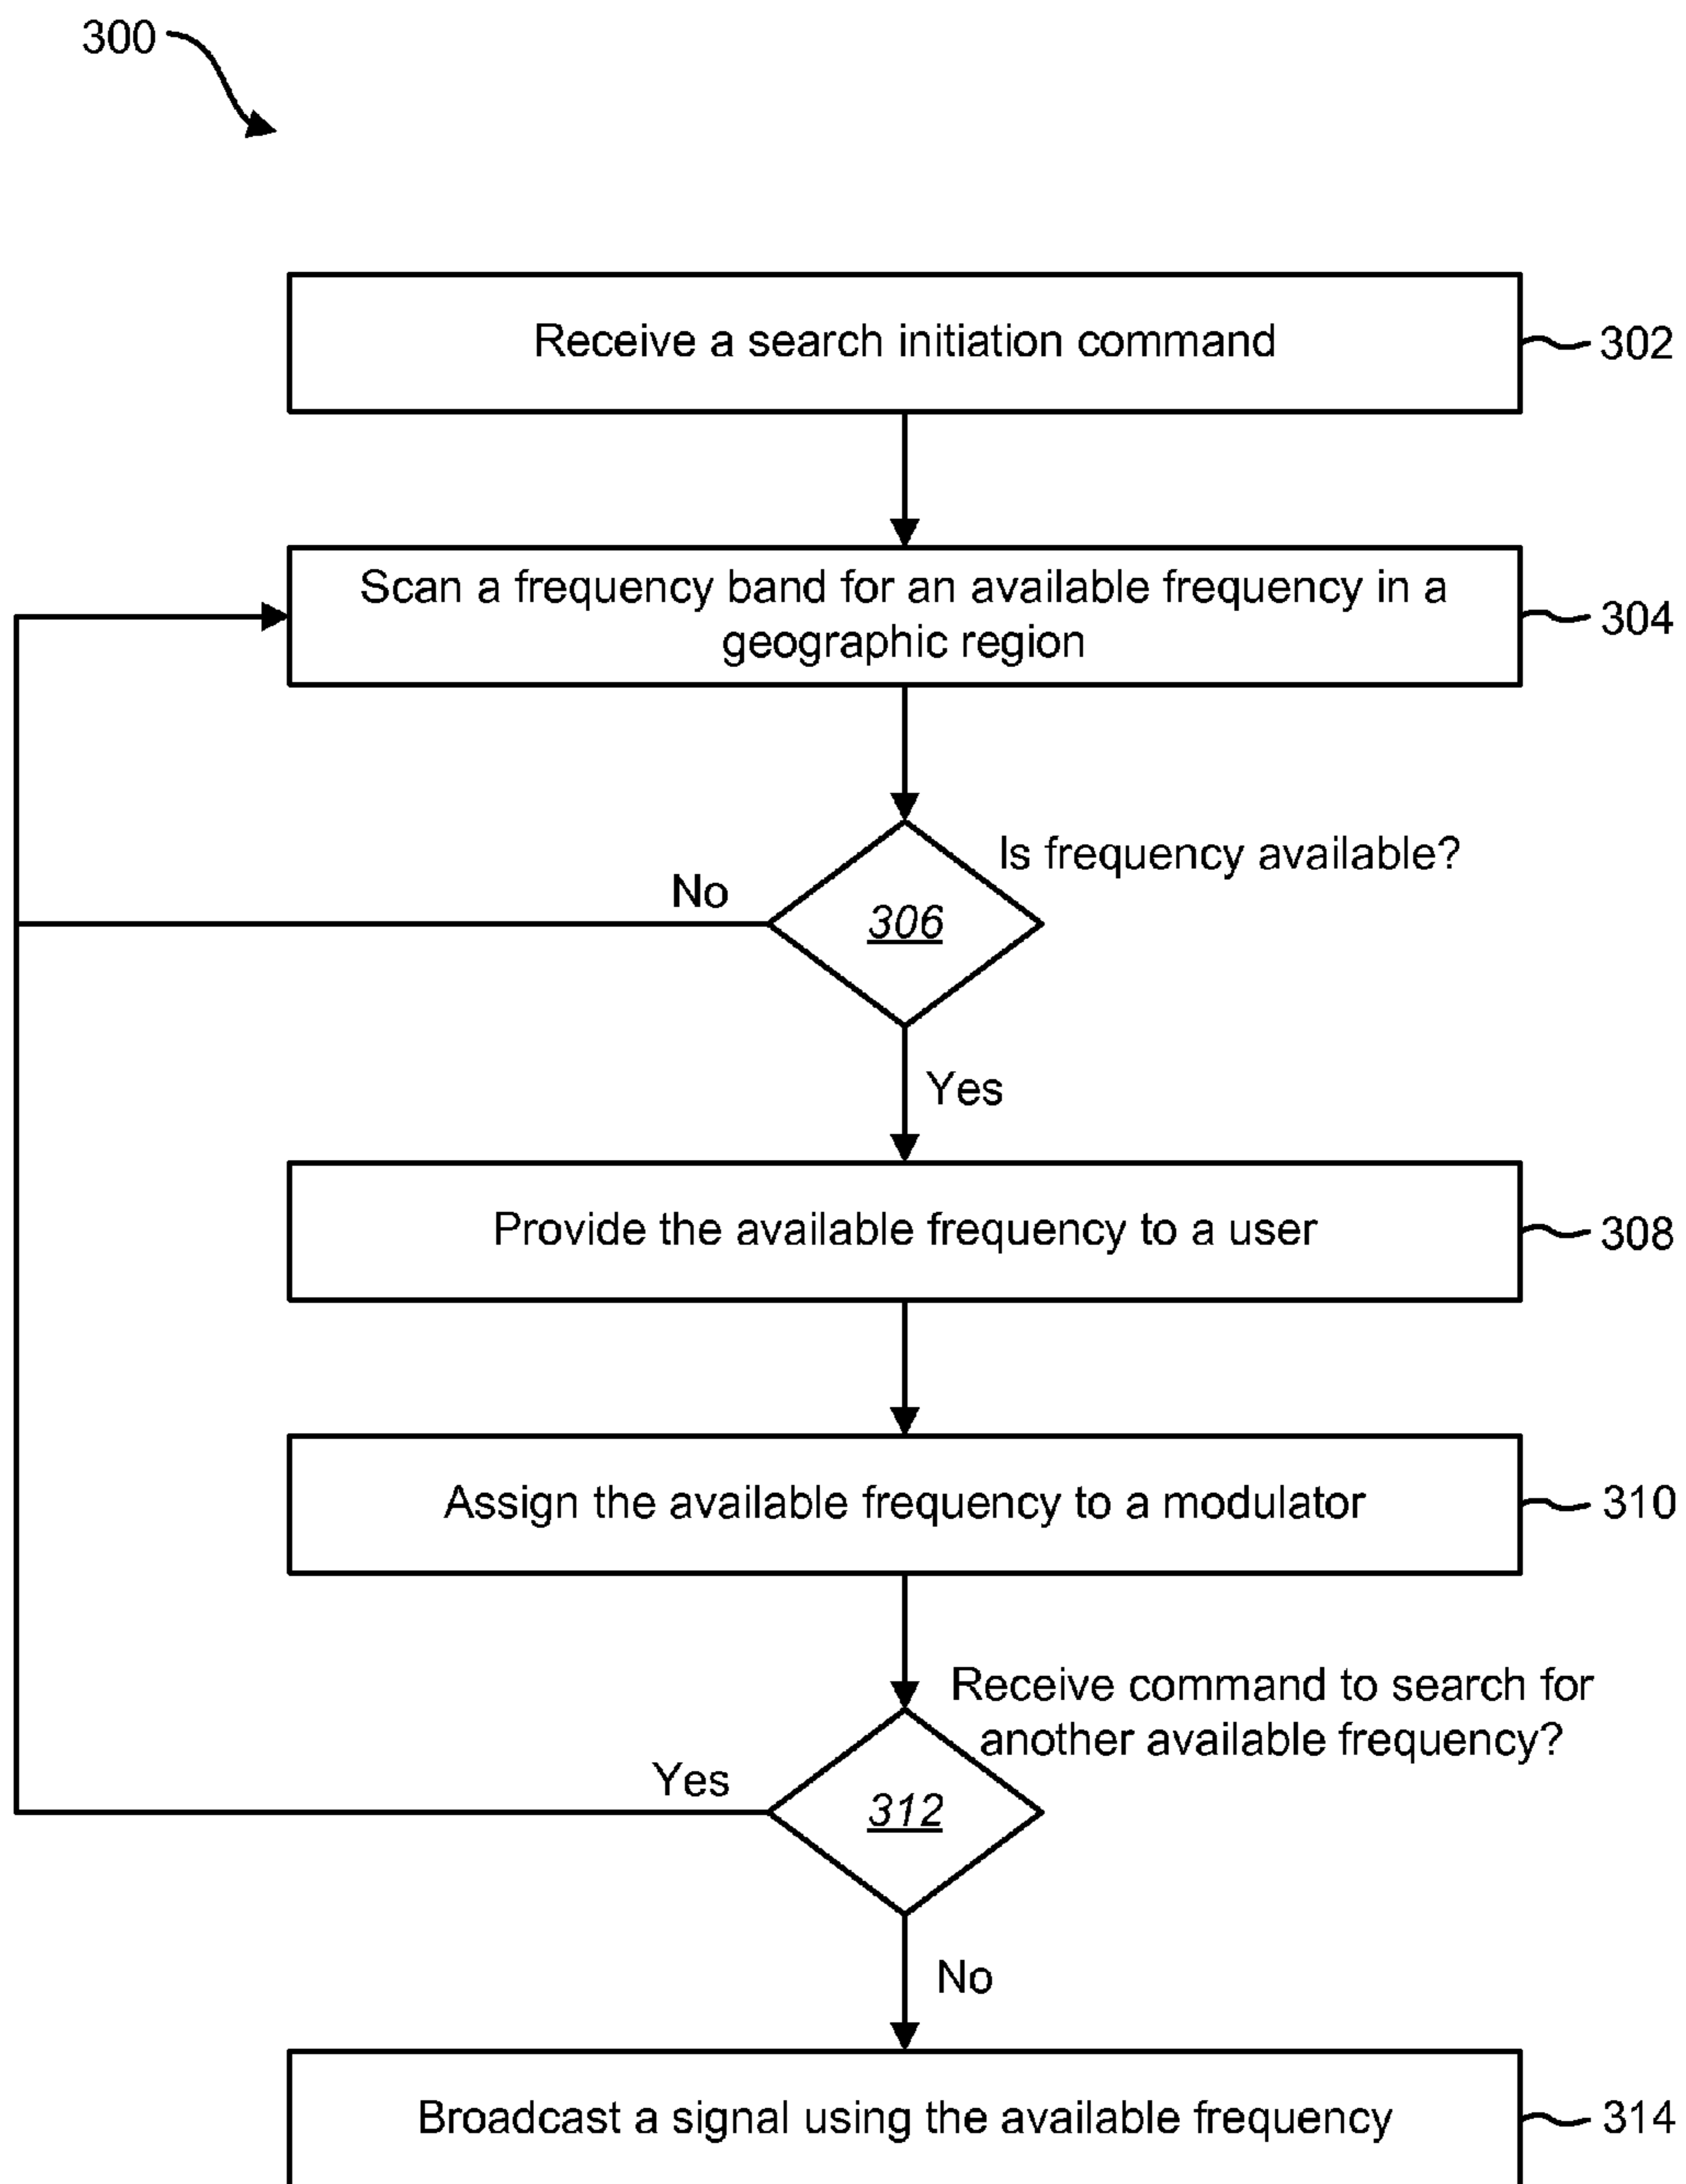 300
Receive a search initiation command
302
Scan a frequency band for an available frequency in a
geographic region
304
Is frequency available?
No
306
Yes
Provide the available frequency to a user
308
Assign the available frequency to a modulator
310
Receive command to search for
another available frequency?
Yes
312
No
Broadcast a signal using the available frequency
314